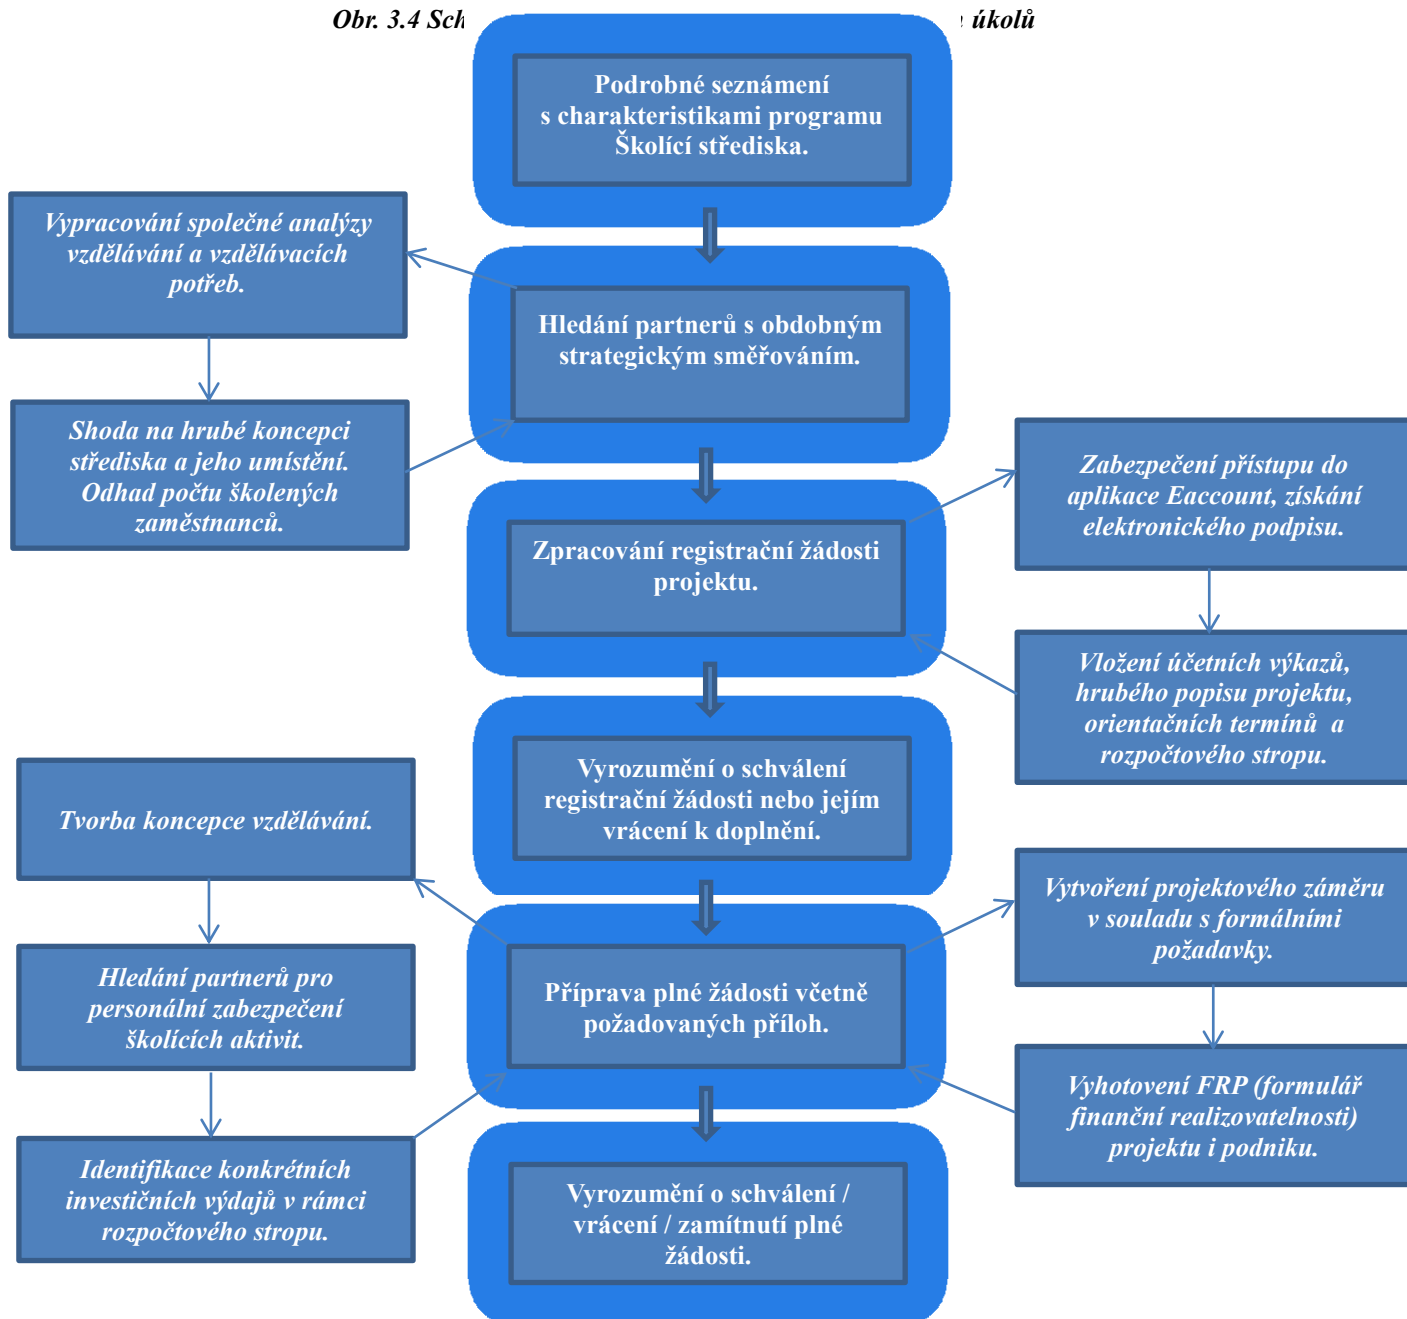 Obr. 3.4 Sch úkolů
Podrobné seznámení
s charakteristikami programu
Školící střediska.
Vypracování společné analýzy
vzdělávání a vzdělávacích
potřeb.
Hledání partnerů s obdobným
strategickým směřováním.
Shoda na hrubé koncepci
střediska a jeho umístění.
Odhad počtu školených
zaměstnanců.
Zabezpečení přístupu do
aplikace Eaccount, získání
elektronického podpisu.
Zpracování registrační žádosti
projektu.
Vložení účetních výkazů,
hrubého popisu projektu,
orientačních termínů a
rozpočtového stropu.
Vyrozumění o schválení
registrační žádosti nebo jejím
vrácení k doplnění.
Tvorba koncepce vzdělávání.
Vytvoření projektového záměru
v souladu s formálními
požadavky.
Hledání partnerů pro
personální zabezpečení
školících aktivit.
Příprava plné žádosti včetně
požadovaných příloh.
Vyhotovení FRP (formulář
finanční realizovatelnosti)
projektu i podniku.
Identifikace konkrétních
investičních výdajů v rámci
rozpočtového stropu.
Vyrozumění o schválení /
vrácení / zamítnutí plné
žádosti.